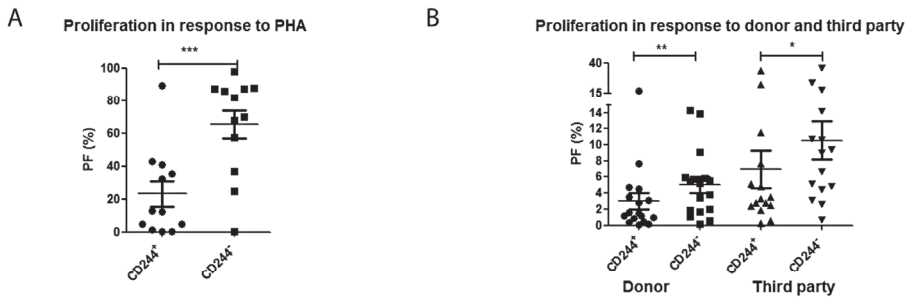 A
Proliferation in response to PHA
***
100
80
60
40
20
0
PF (%)
CD244+
CD244-
B
Proliferation in response to donor and third party
**
*
40
15
14
12
10
8
6
4
2
0
PF (%)
CD244+
CD244-
CD244+
CD244-
Donor
Third party